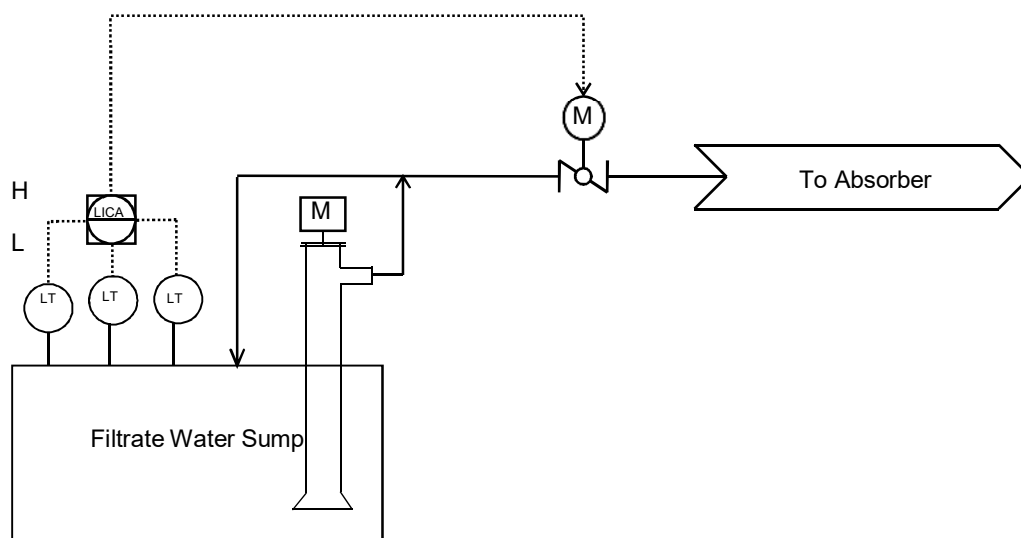 M
To Absorber
H
LICA
M
L
LT
LT
LT
Filtrate Water Sump